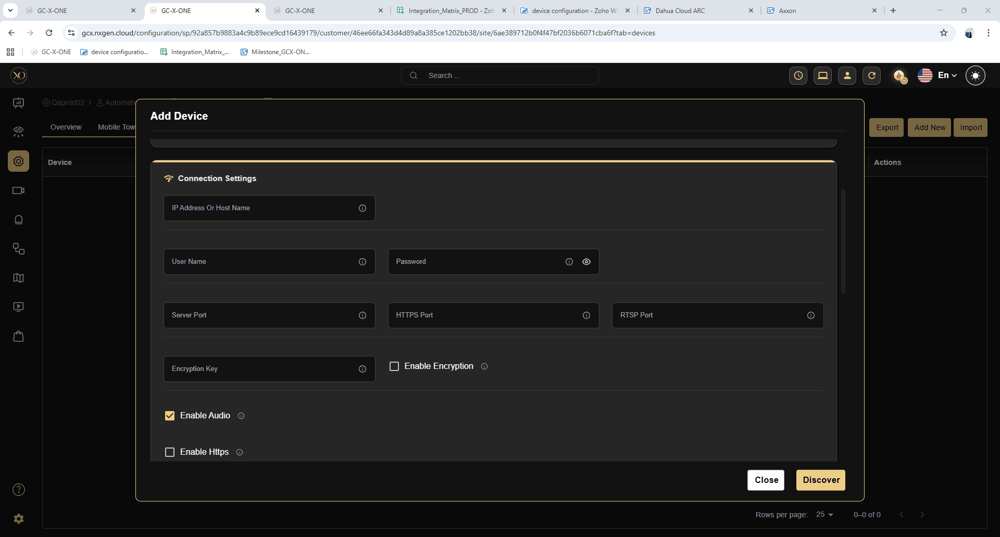 GC-X-ONE
GC-X-ONE
GC-X-ONE
Integration_Matrix_PROD - Zoh
device configuration - Zoho Wo
Dahua Cloud ARC
Axxon
gcx.nxgen.cloud/configuration/sp/92a857b9883a4c9b89ece9cd16439179/customer/46ee66fa343d4d89a8a385ce1202bb38/site/6ae389712b0f4f47bf2036b6071cba6f?tab=devices
GC-X-ONE
device configuratio...
Integration_Matrix_...
Milestone_GCX-ON...
XO
Search ...
En
Qaprod02
Automati
Add Device
Overview
Mobile Tow
Export
Add New
Import
Device
Actions
Connection Settings
IP Address Or Host Name
User Name
Password
Server Port
HTTPS Port
RTSP Port
Encryption Key
Enable Encryption
Enable Audio
Enable Https
Close
Discover
Rows per page:
25
0–0 of 0